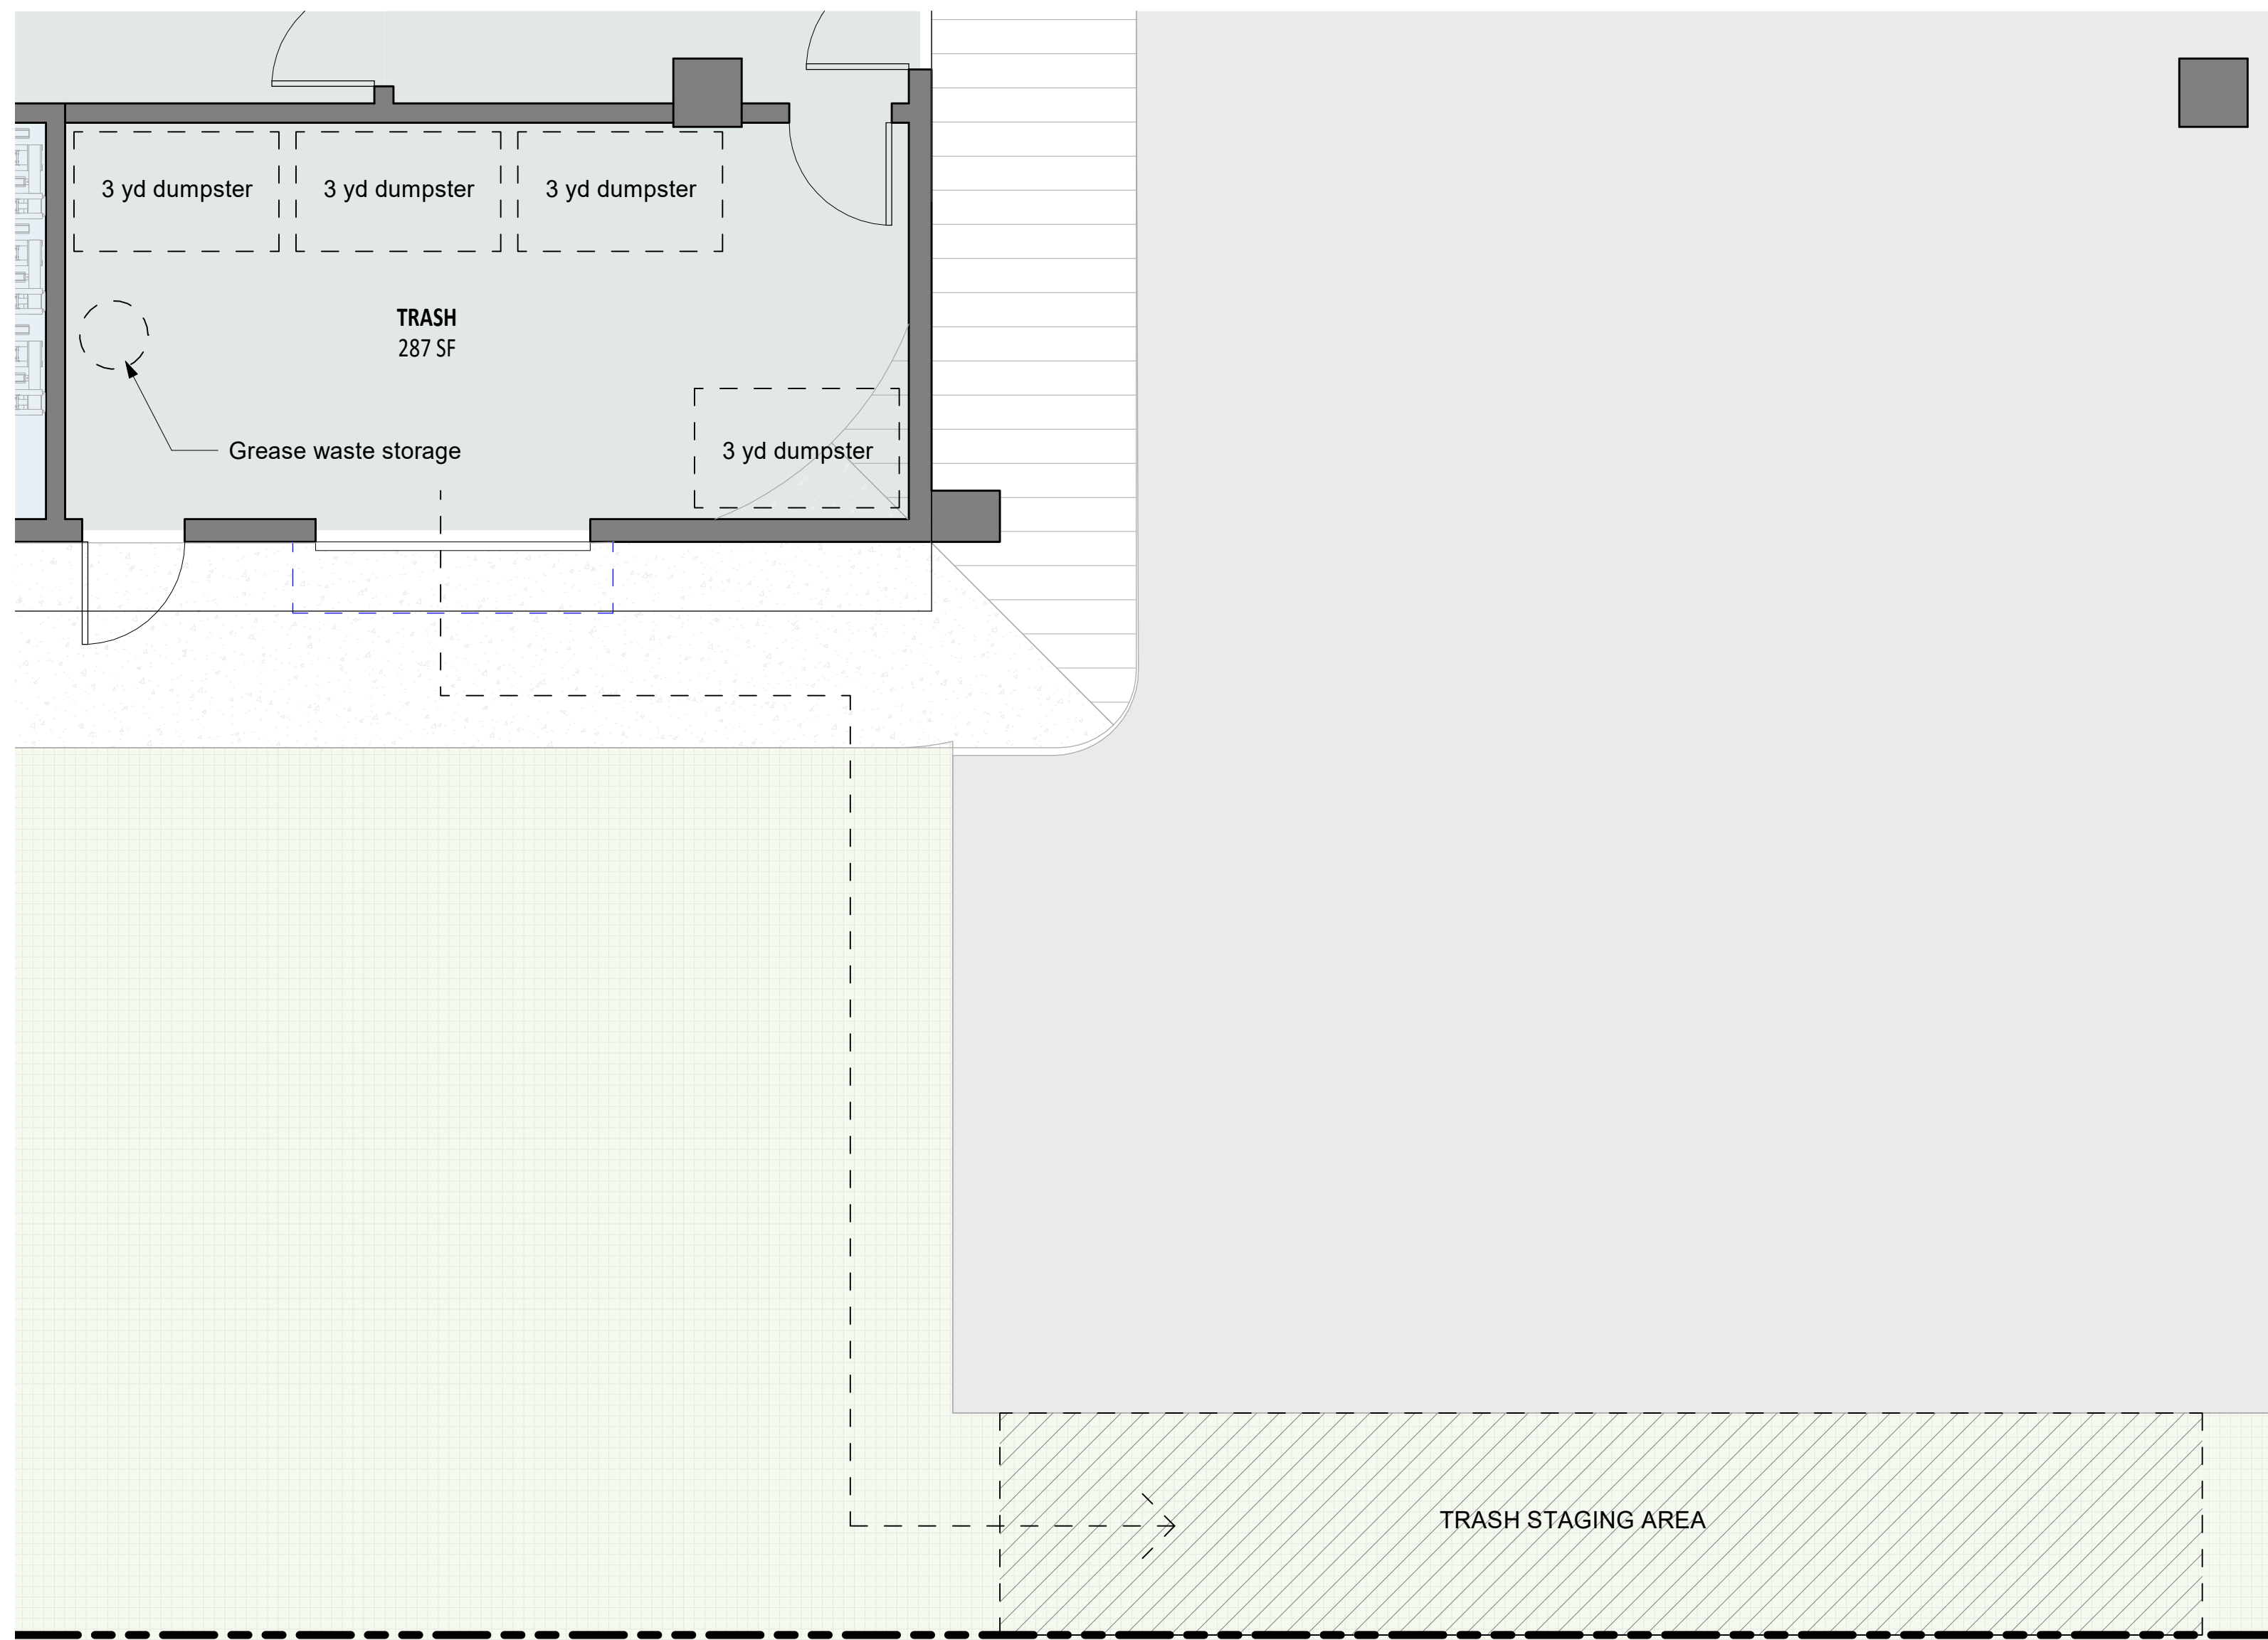 3 yd dumpster
3 yd dumpster
3 yd dumpster
TRASH
287 SF
Grease waste storage
3 yd dumpster
TRASH STAGING AREA